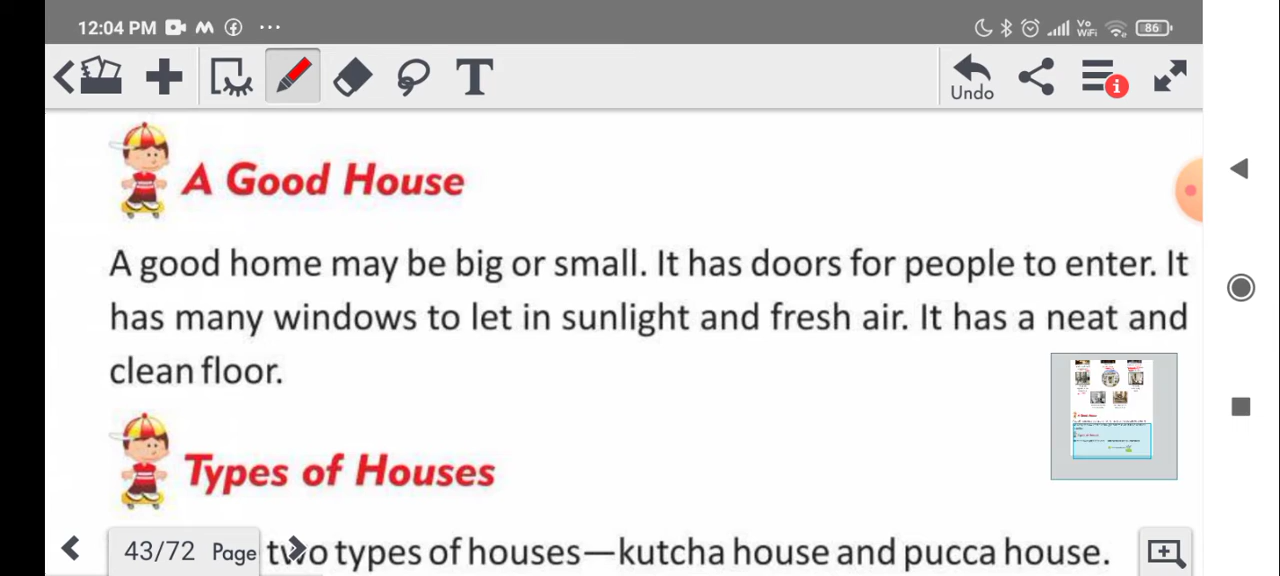 12:04 PM
Vo
WiFi
86
T
Undo
i
A Good House
A good home may be big or small. It has doors for people to enter. It
has many windows to let in sunlight and fresh air. It has a neat and
clean floor.
Types of Houses
43/72 Page
two types of houses—kutcha house and pucca house.